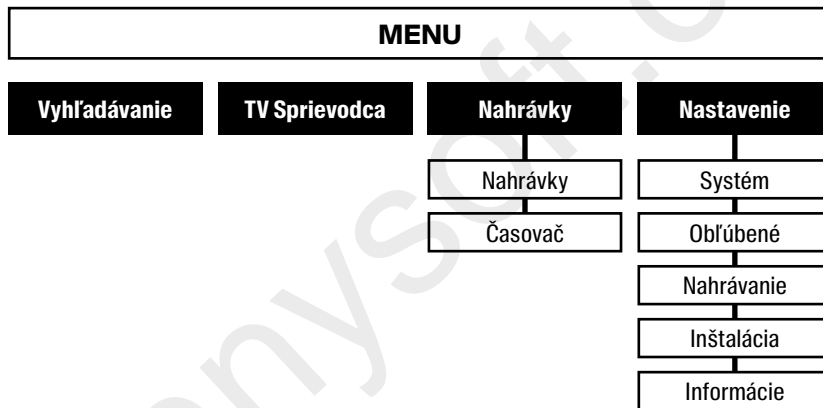 MENU
Vyhľadávanie
TV Sprievodca
Nahrávky
Nastavenie
Nahrávky
Systém
Časovač
Obľúbené
Nahrávanie
Inštalácia
Informácie